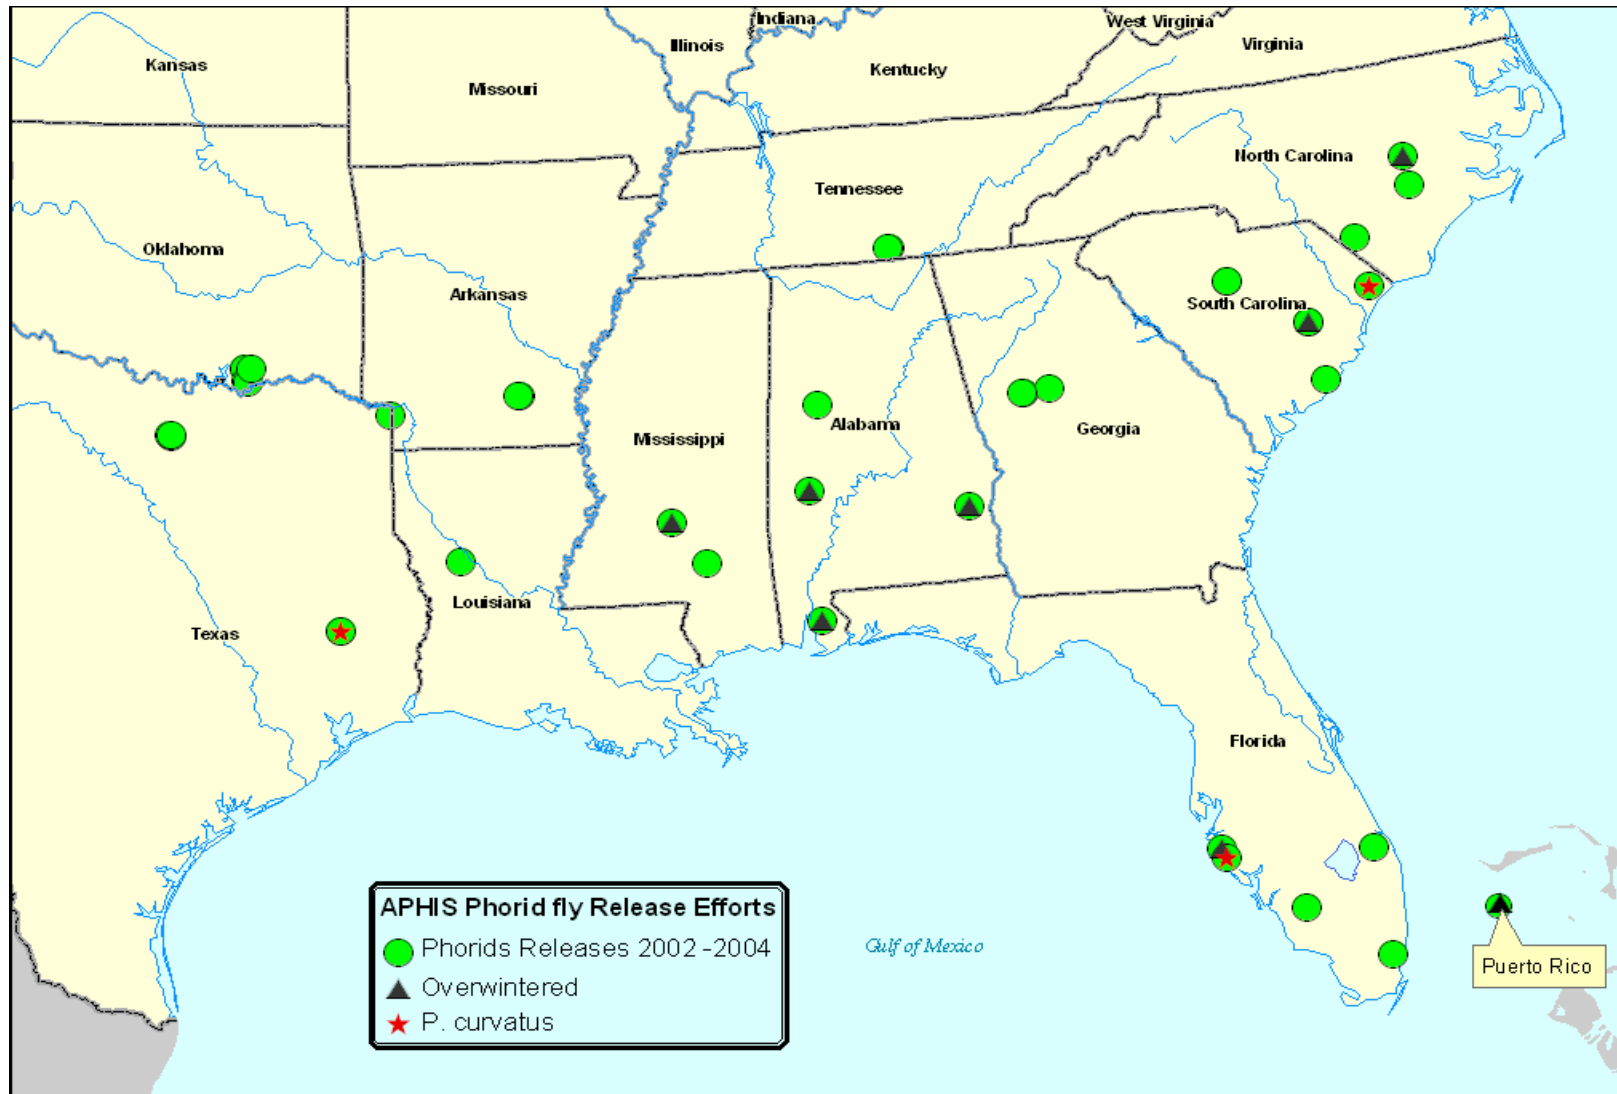 Indiana
West Virginia
Illinois
Virginia
Kansas
Kentucky
Missouri
North Carolina
Tennessee
Oklahoma
Arkansas
South Carolina
Alabama
Georgia
Mississippi
Louisiana
Texas
Florida
APHIS Phorid fly Release Efforts
Phorids Releases 2002 -2004
Overwintered
P. curvatus
Gulf of Mexico
Puerto Rico